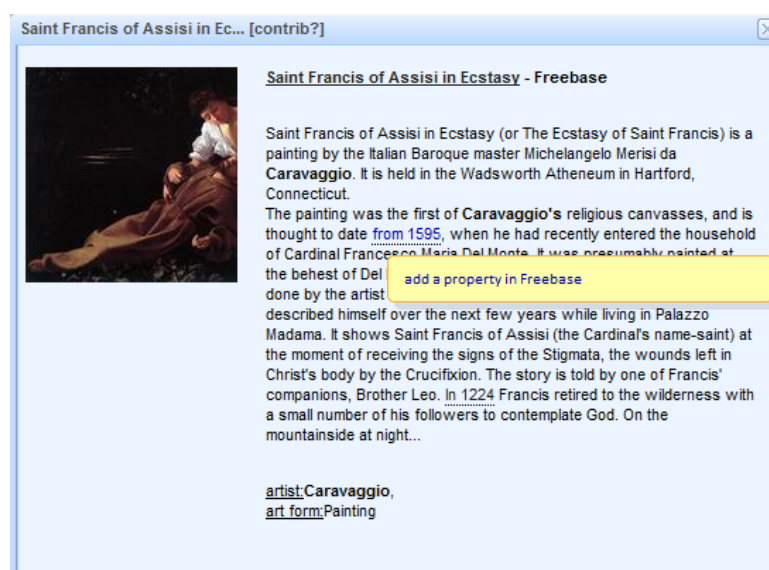 Saint Francis of Assisi in Ec... [contrib?]
Saint Francis of Assisi in Ecstasy - Freebase
Saint Francis of Assisi in Ecstasy (or The Ecstasy of Saint Francis) is a
painting by the Italian Baroque master Michelangelo Merisi da
Caravaggio. It is held in the Wadsworth Atheneum in Hartford,
Connecticut.
The painting was the first of Caravaggio's religious canvasses, and is
thought to date from 1595, when he had recently entered the household
of Cardinal Francesco Maria Del Monte. It was presumably painted at
the behest of Del
add a property in Freebase
done by the artist
described himself over the next few years while living in Palazzo
Madama. It shows Saint Francis of Assisi (the Cardinal's name-saint) at
the moment of receiving the signs of the Stigmata, the wounds left in
Christ's body by the Crucifixion. The story is told by one of Francis'
companions, Brother Leo. In 1224 Francis retired to the wilderness with
a small number of his followers to contemplate God. On the
mountainside at night...
artist:Caravaggio,
art form:Painting